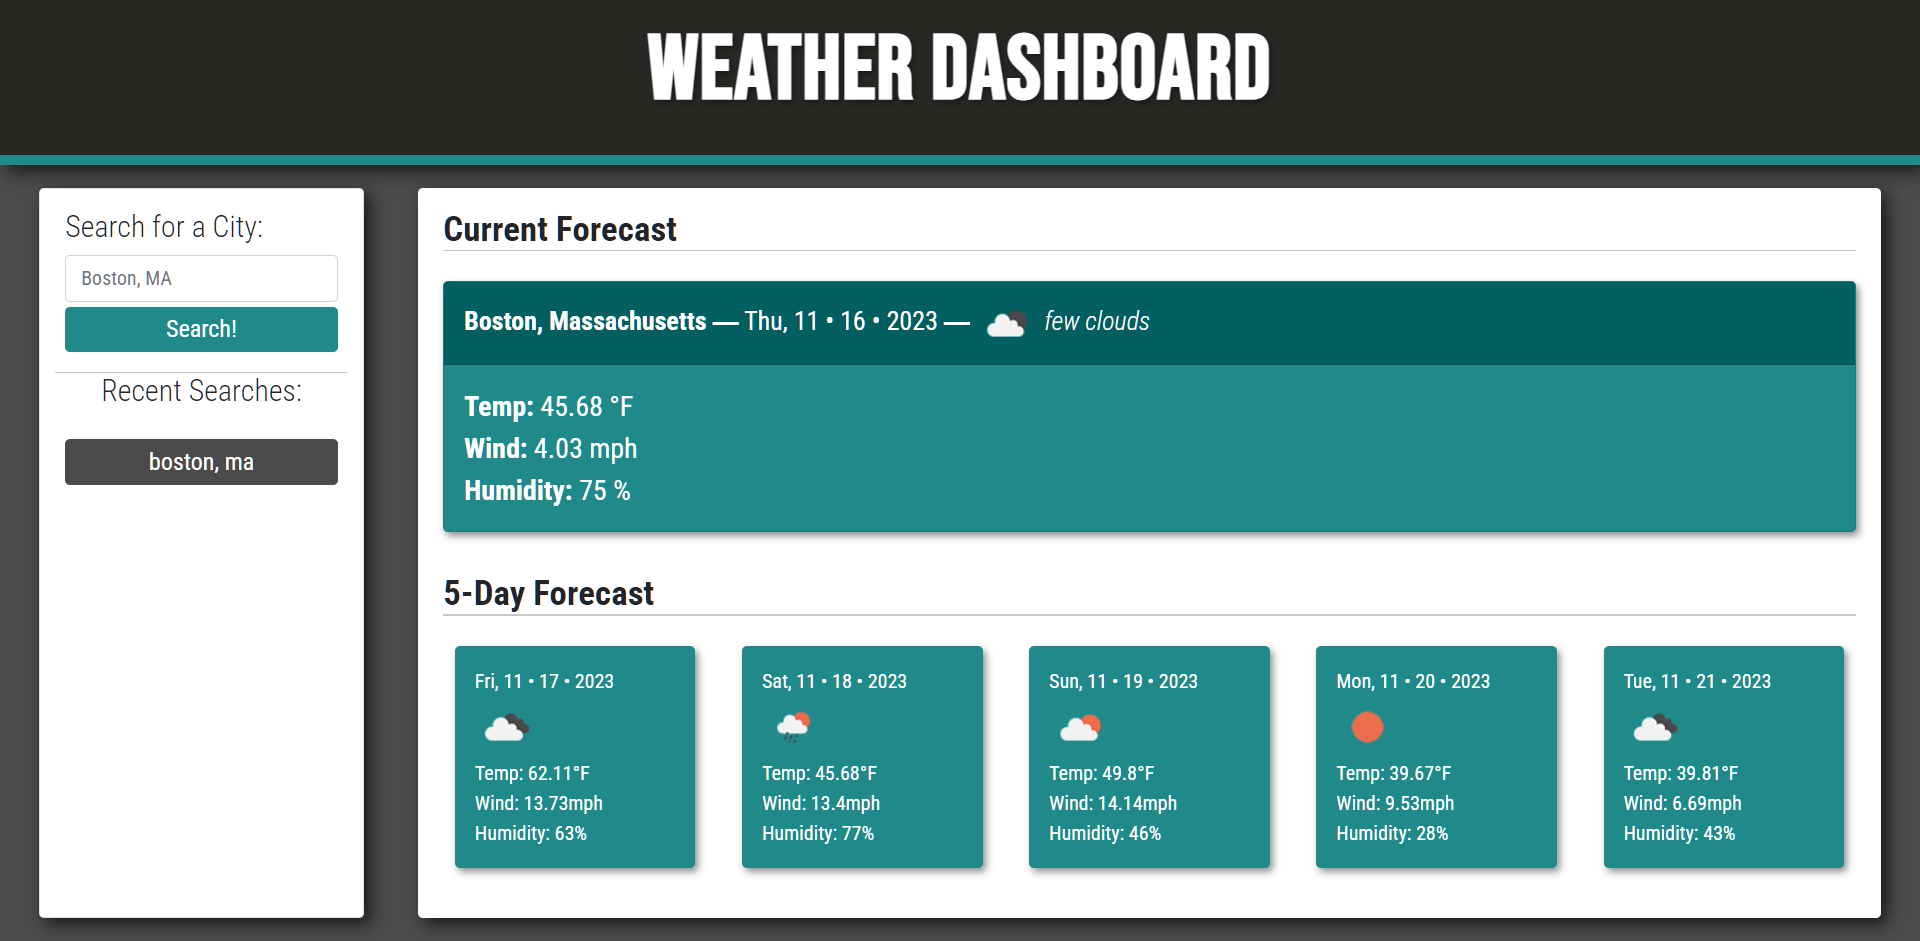 WEATHER DASHBOARD
Search for a City:
Boston, MA
Search!
Recent Searches:
boston, ma
Current Forecast
Boston, Massachusetts — Thu, 11 • 16 • 2023 — few clouds
Temp: 45.68 °F
Wind: 4.03 mph
Humidity: 75 %
5-Day Forecast
Fri, 11 • 17 • 2023
Temp: 62.11°F
Wind: 13.73mph
Humidity: 63%
Sat, 11 • 18 • 2023
Temp: 45.68°F
Wind: 13.4mph
Humidity: 77%
Sun, 11 • 19 • 2023
Temp: 49.8°F
Wind: 14.14mph
Humidity: 46%
Mon, 11 • 20 • 2023
Temp: 39.67°F
Wind: 9.53mph
Humidity: 28%
Tue, 11 • 21 • 2023
Temp: 39.81°F
Wind: 6.69mph
Humidity: 43%